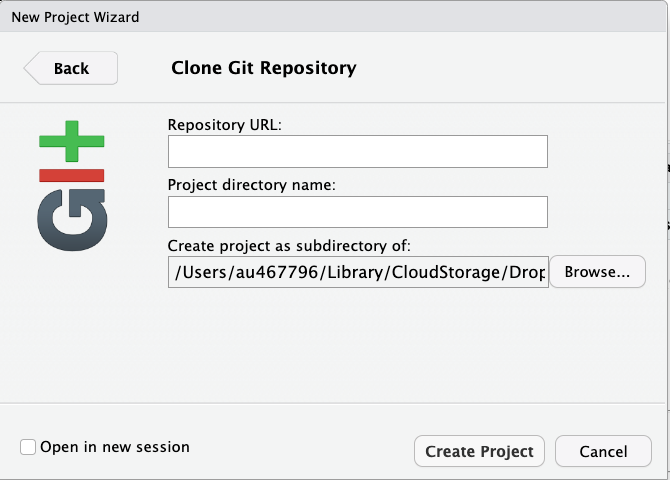 New Project Wizard
Back
Clone Git Repository
GIt
Repository URL:
Project directory name:
Create project as subdirectory of:
/Users/au467796/Library/CloudStorage/Drop
Browse...
Open in new session
Create Project
Cancel